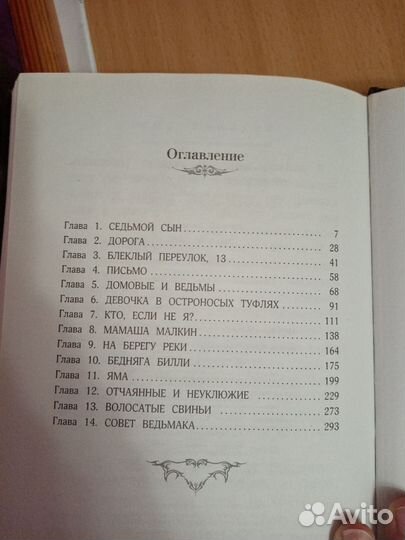 Оглавление
Глава 1. СЕДЬМОЙ СЫН 7
Глава 2. ДОРОГА 28
Глава 3. БЛЕКЛЫЙ ПЕРЕУЛОК, 13 41
Глава 4. ПИСЬМО 58
Глава 5. ДОМОВЫЕ И ВЕДЬМЫ 68
Глава 6. ДЕВОЧКА В ОСТРОНОСЫХ ТУФЛЯХ 91
Глава 7. КТО, ЕСЛИ НЕ Я? 111
Глава 8. МАМАША МАЛКИН 138
Глава 9. НА БЕРЕГУ РЕКИ 164
Глава 10. БЕДНЯГА БИЛЛИ 175
Глава 11. ЯМА 199
Глава 12. ОТЧАЯННЫЕ И НЕУКЛЮЖИЕ 229
Глава 13. ВОЛОСАТЫЕ СВИНЬИ 273
Глава 14. СОВЕТ ВЕДЬМАКА 293
Avito